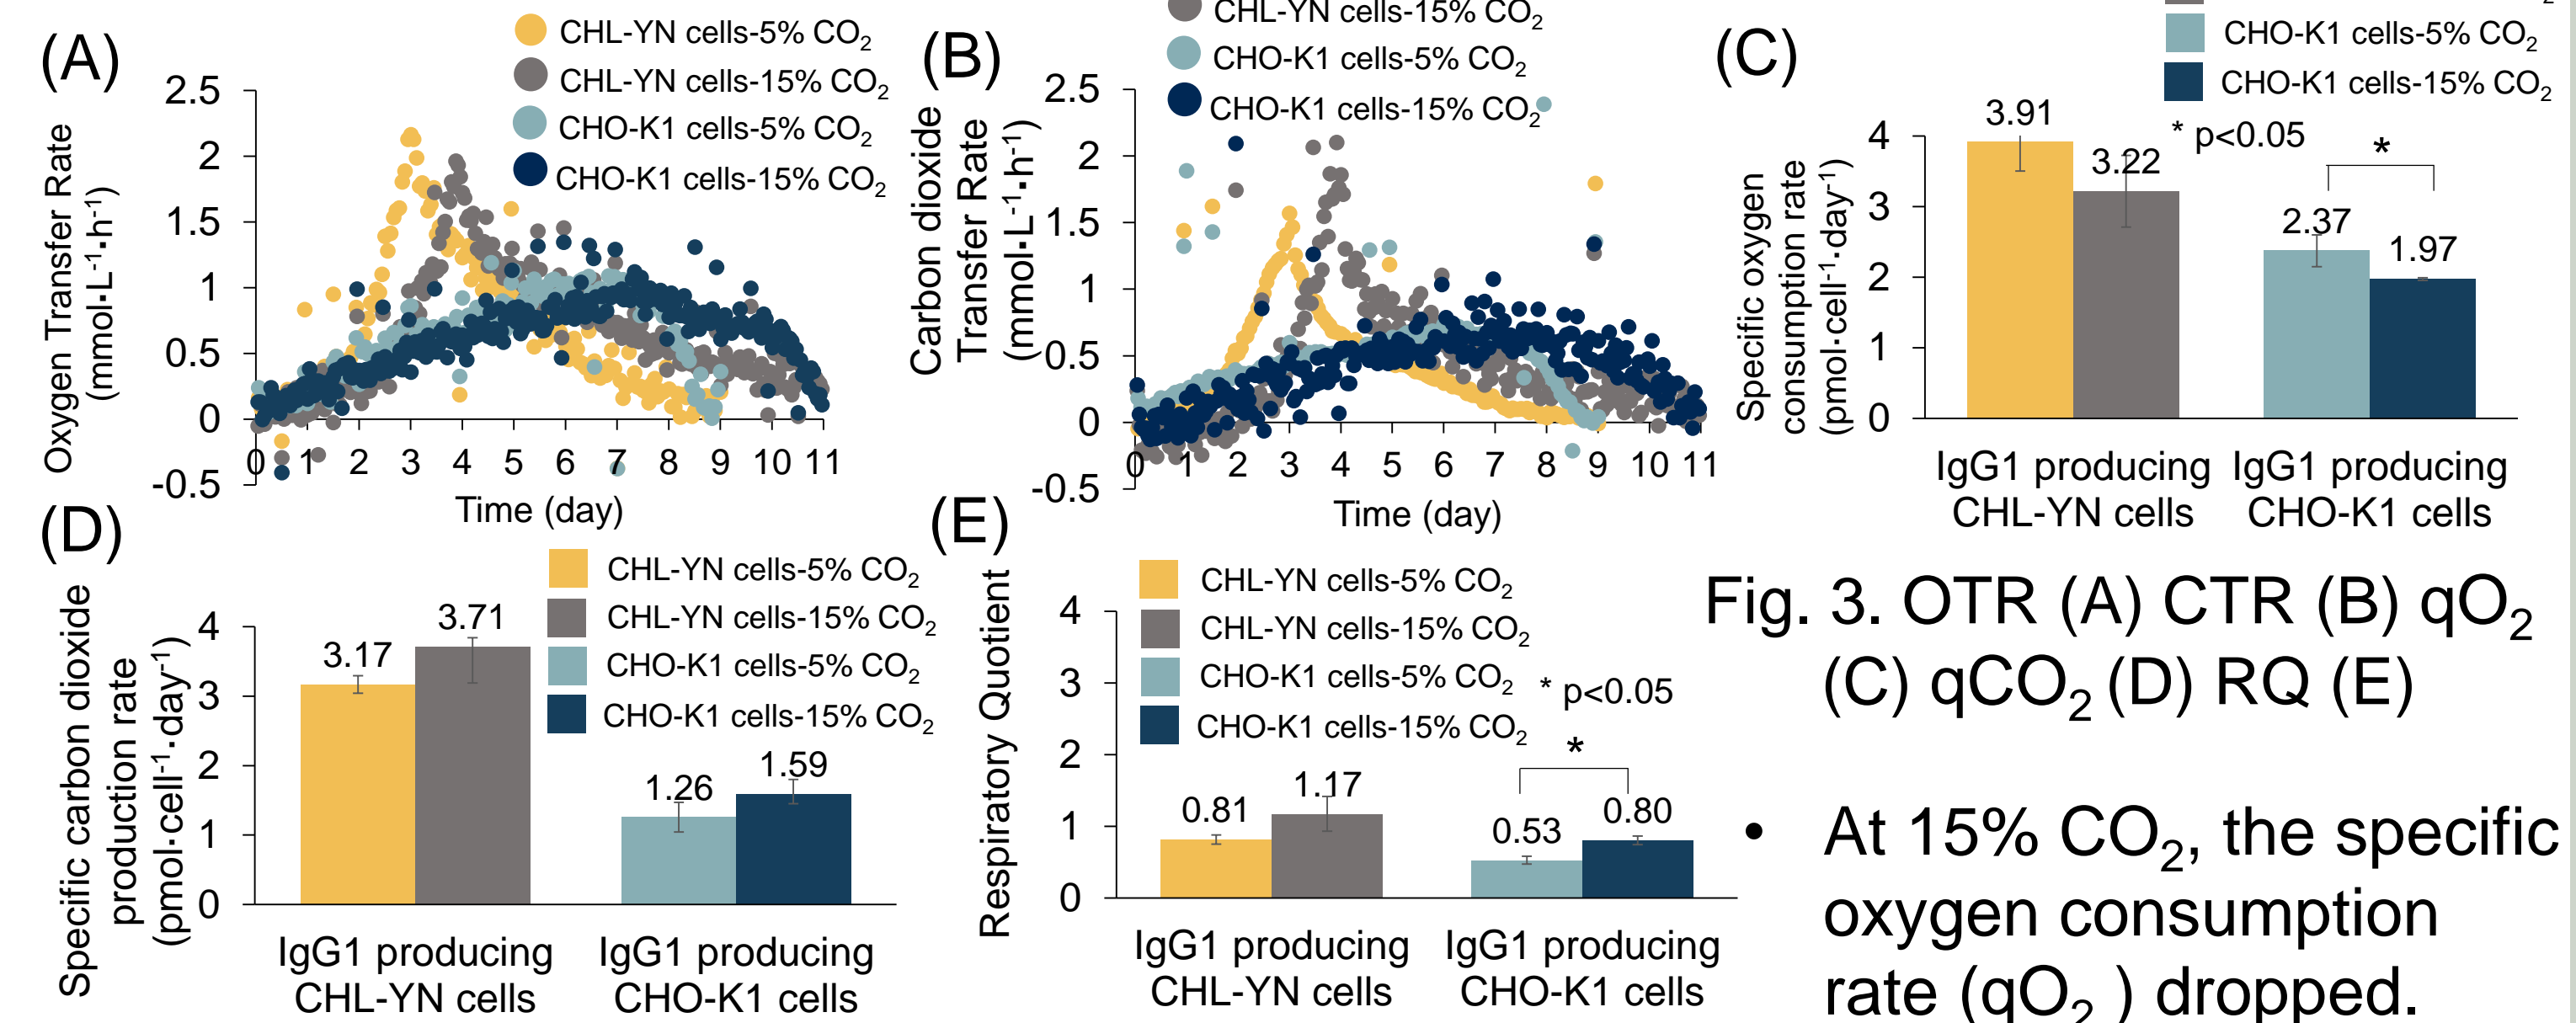 (A)
CHL-YN cells-5% CO₂
CHL-YN cells-15% CO₂
CHO-K1 cells-5% CO₂
CHO-K1 cells-15% CO₂
Oxygen Transfer Rate
(mmol·L⁻¹·h⁻¹)
2.5
2
1.5
1
0.5
0
-0.5
0 1 2 3 4 5 6 7 8 9 10 11
Time (day)
(B)
CHL-YN cells-15% CO₂
CHO-K1 cells-5% CO₂
CHO-K1 cells-15% CO₂
Carbon dioxide
Transfer Rate
(mmol·L⁻¹·h⁻¹)
2.5
2
1.5
1
0.5
0
-0.5
0 1 2 3 4 5 6 7 8 9 10 11
Time (day)
(C)
CHO-K1 cells-5% CO₂
CHO-K1 cells-15% CO₂
* p<0.05
*
Specific oxygen
consumption rate
(pmol·cell⁻¹·day⁻¹)
4
3
2
1
0
3.91
3.22
2.37
1.97
IgG1 producing
CHL-YN cells
IgG1 producing
CHO-K1 cells
(D)
CHL-YN cells-5% CO₂
CHL-YN cells-15% CO₂
CHO-K1 cells-5% CO₂
CHO-K1 cells-15% CO₂
Specific carbon dioxide
production rate
(pmol·cell⁻¹·day⁻¹)
4
3
2
1
0
3.17
3.71
1.26
1.59
IgG1 producing
CHL-YN cells
IgG1 producing
CHO-K1 cells
(E)
CHL-YN cells-5% CO₂
CHL-YN cells-15% CO₂
CHO-K1 cells-5% CO₂
CHO-K1 cells-15% CO₂
* p<0.05
*
Respiratory Quotient
4
3
2
1
0
0.81
1.17
0.53
0.80
IgG1 producing
CHL-YN cells
IgG1 producing
CHO-K1 cells
Fig. 3. OTR (A) CTR (B) qO₂
(C) qCO₂ (D) RQ (E)
• At 15% CO₂, the specific
oxygen consumption
rate (qO₂ ) dropped.